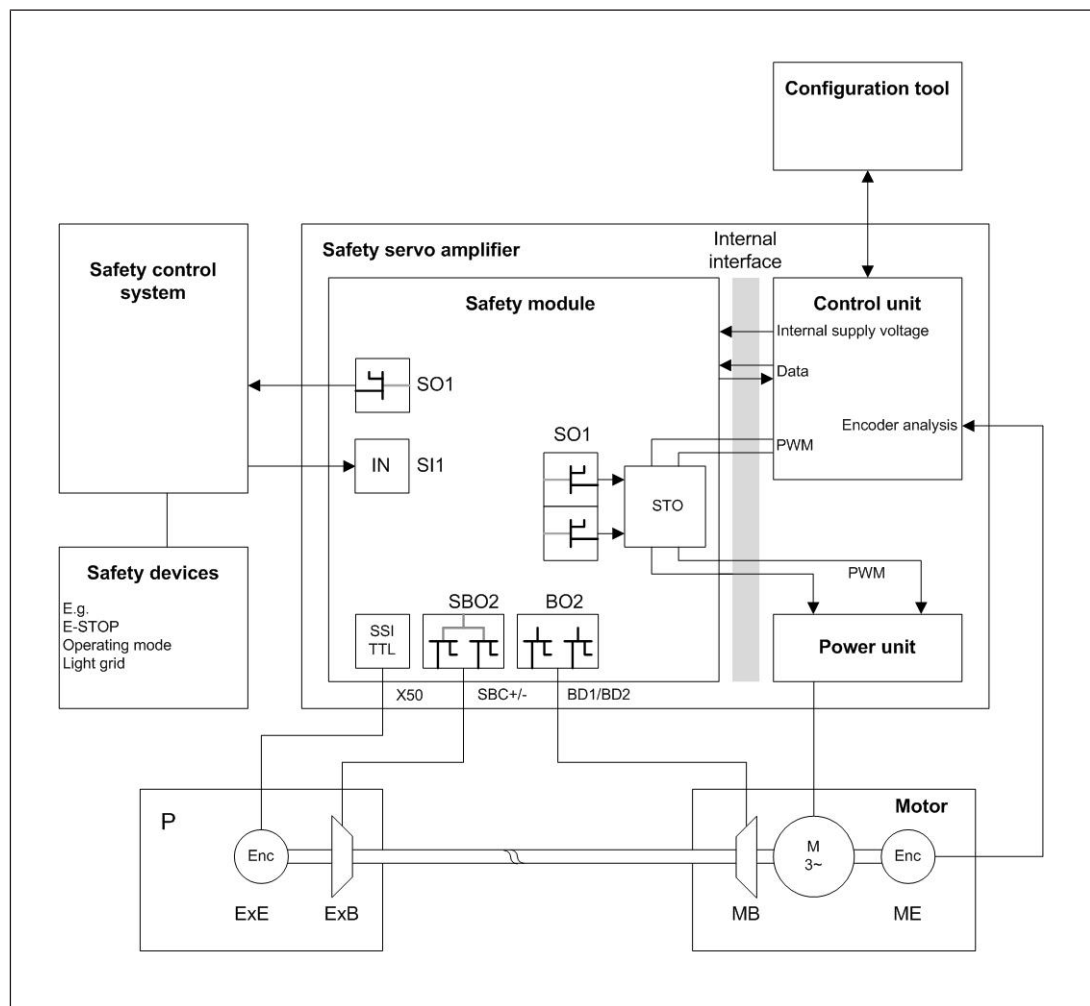 Configuration tool
Safety control
system
Safety servo amplifier
Internal
interface
Safety module
Control unit
Internal supply voltage
Data
Encoder analysis
PWM
SO1
IN
SI1
SO1
STO
PWM
Safety devices
E.g.
E-STOP
Operating mode
Light grid
SSI
TTL
SBO2
BO2
Power unit
X50
SBC+/-
BD1/BD2
P
Enc
ExE
ExB
Motor
M
3~
Enc
MB
ME